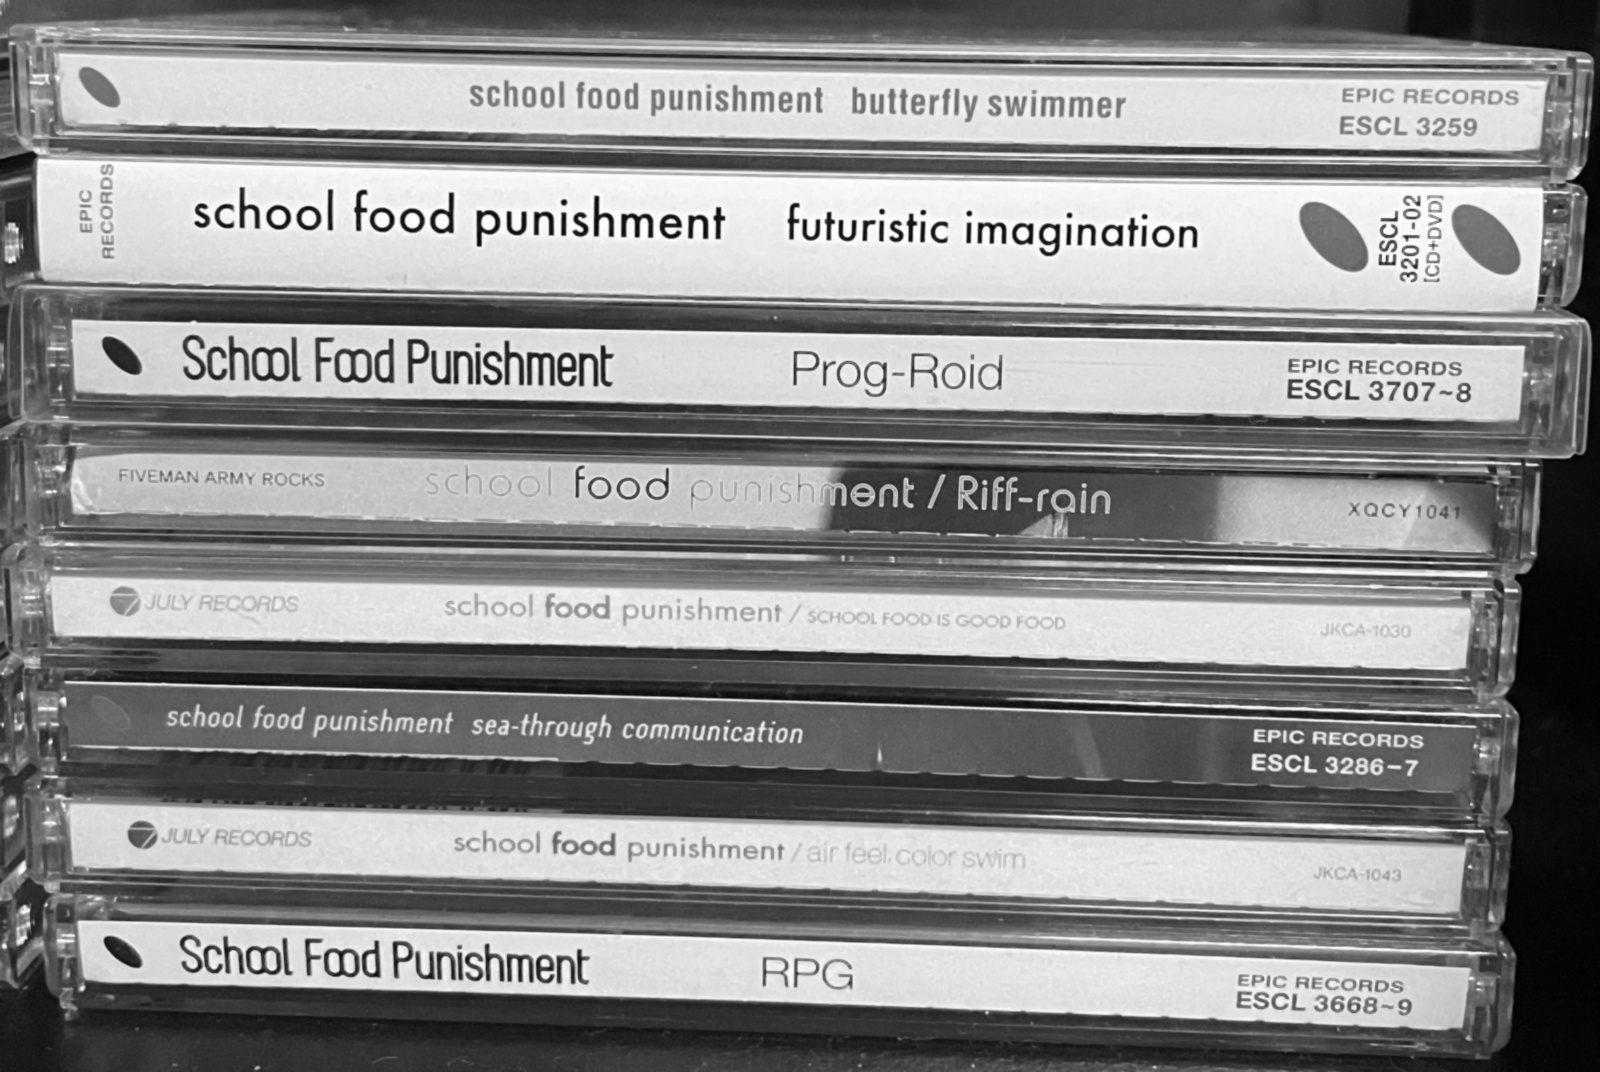 school food punishment butterfly swimmer
EPIC RECORDS
ESCL 3259
EPIC
RECORDS
school food punishment futuristic imagination
ESCL
3201-02
[CD+DVD]
School Food Punishment Prog-Roid
EPIC RECORDS
ESCL 3707~8
FIVEMAN ARMY ROCKS school food punishment / Riff-rain XQCY1041
JULY RECORDS school food punishment / SCHOOL FOOD IS GOOD FOOD JKCA-1030
school food punishment sea-through communication
EPIC RECORDS
ESCL 3286-7
JULY RECORDS school food punishment / air feel, color swim JKCA-1043
School Food Punishment RPG
EPIC RECORDS
ESCL 3668~9